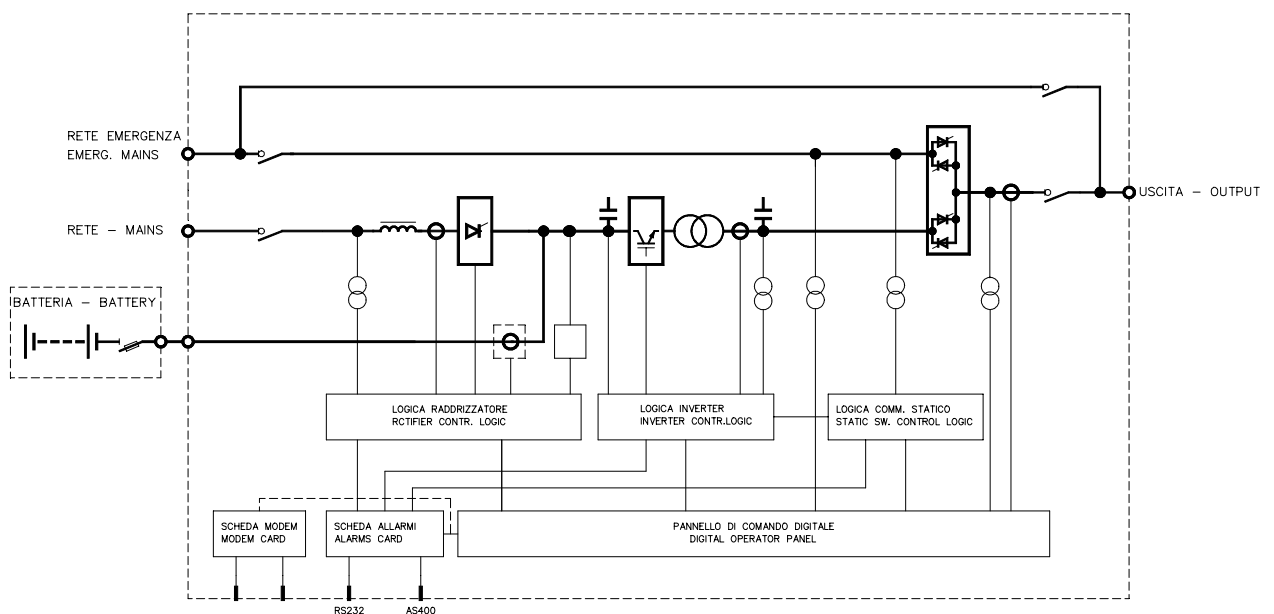 RETE EMERGENZA
EMERG. MAINS
USCITA – OUTPUT
RETE – MAINS
BATTERIA – BATTERY
LOGICA RADDRIZZATORE
RCTIFIER CONTR. LOGIC
LOGICA INVERTER
INVERTER CONTR.LOGIC
LOGICA COMM. STATICO
STATIC SW. CONTROL LOGIC
SCHEDA MODEM
MODEM CARD
SCHEDA ALLARMI
ALARMS CARD
PANNELLO DI COMANDO DIGITALE
DIGITAL OPERATOR PANEL
RS232
AS400